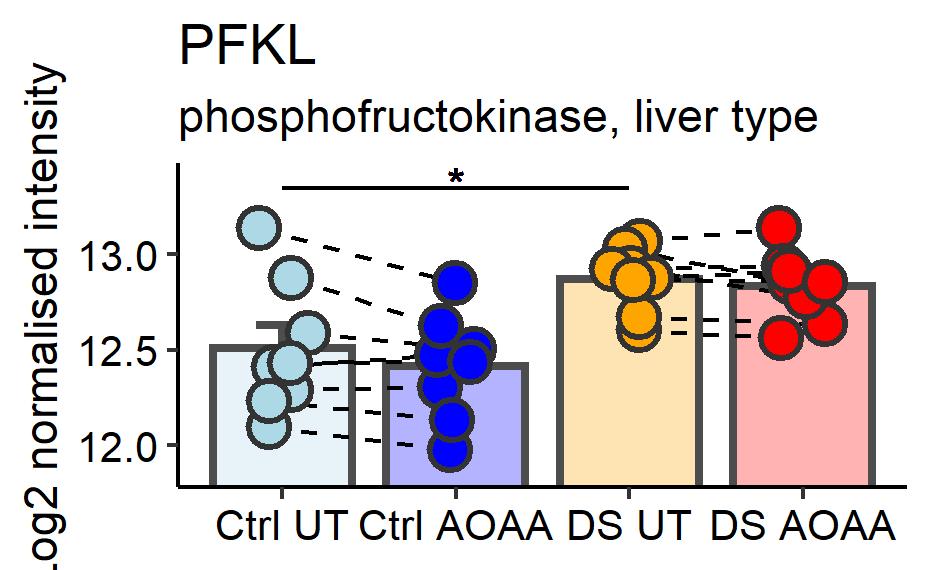 PFKL
phosphofructokinase, liver type
*
log2 normalised intensity
13.0
12.5
12.0
Ctrl UT Ctrl AOAA DS UT DS AOAA